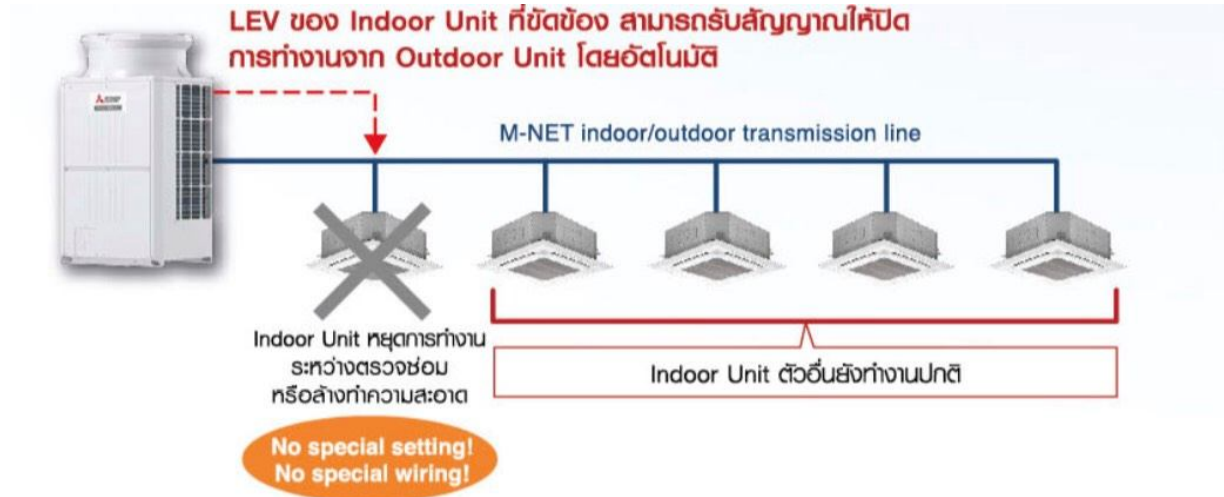 LEV ของ Indoor Unit ที่ขัดข้อง สามารถรับสัญญาณให้ปิด
การทำงานจาก Outdoor Unit โดยอัตโนมัติ
M-NET indoor/outdoor transmission line
Indoor Unit หยุดการทำงาน
ระหว่างตรวจซ่อม
หรือล้างทำความสะอาด
Indoor Unit ตัวอื่นยังทำงานปกติ
No special setting!
No special wiring!